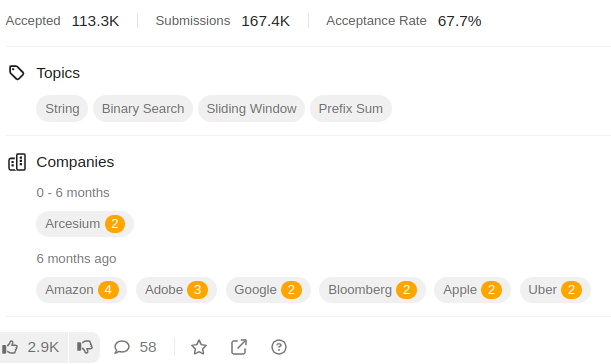 Accepted 113.3K Submissions 167.4K Acceptance Rate 67.7%
Topics
String Binary Search Sliding Window Prefix Sum
Companies
0 - 6 months
Arcesium 2
6 months ago
Amazon 4 Adobe 3 Google 2 Bloomberg 2 Apple 2 Uber 2
2.9K 58